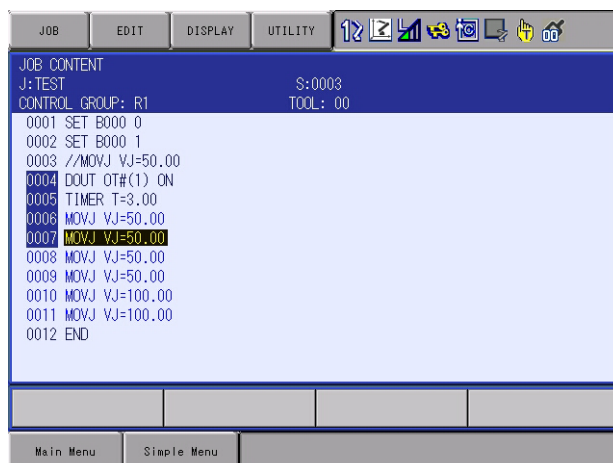 JOB EDIT DISPLAY UTILITY
JOB CONTENT
J:TEST S:0003
CONTROL GROUP: R1 TOOL: 00
0001 SET B000 0
0002 SET B000 1
0003 //MOVJ VJ=50.00
0004 DOUT OT#(1) ON
0005 TIMER T=3.00
0006 MOVJ VJ=50.00
0007 MOVJ VJ=50.00
0008 MOVJ VJ=50.00
0009 MOVJ VJ=50.00
0010 MOVJ VJ=100.00
0011 MOVJ VJ=100.00
0012 END
Main Menu Simple Menu